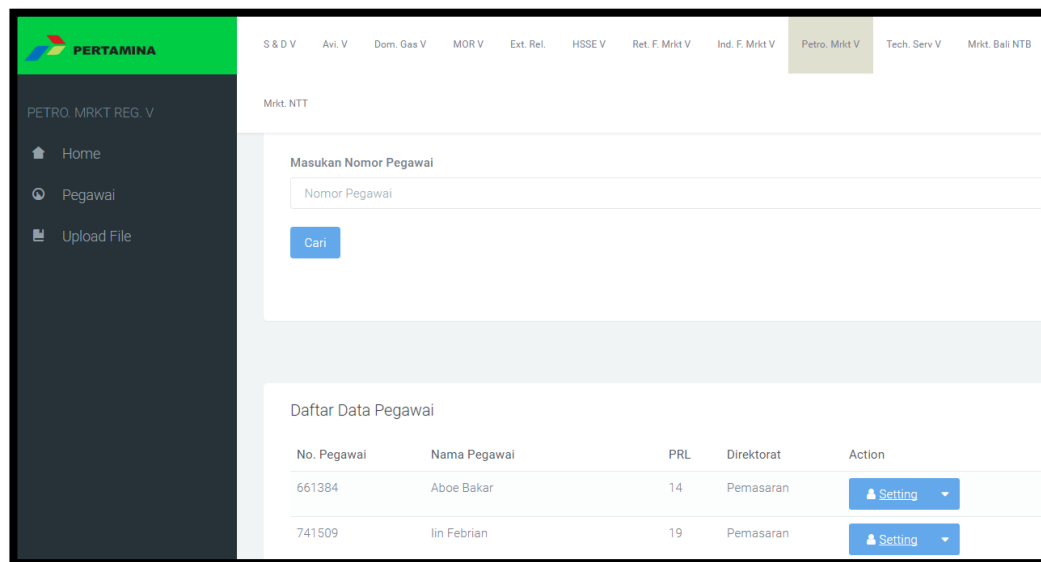 PERTAMINA
S & D V Avi. V Dom. Gas V MOR V Ext. Rel. HSSE V Ret. F. Mrkt V Ind. F. Mrkt V Petro. Mrkt V Tech. Serv V Mrkt. Bali NTB
Mrkt. NTT
PETRO. MRKT REG. V
Home
Pegawai
Upload File
Masukan Nomor Pegawai
Nomor Pegawai
Cari
Daftar Data Pegawai
No. Pegawai Nama Pegawai PRL Direktorat Action
661384 Aboe Bakar 14 Pemasaran Setting
741509 Iin Febrian 19 Pemasaran Setting